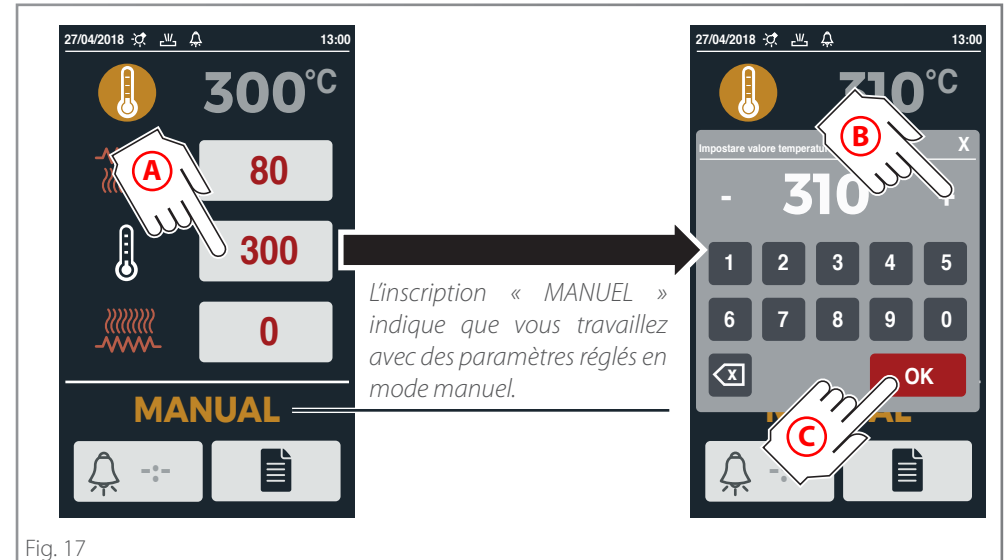 27/04/2018 13:00
300°C
A
80
300
0
MANUAL
L'inscription « MANUEL »
indique que vous travaillez
avec des paramètres réglés en
mode manuel.
27/04/2018 13:00
310°C
B
Impostare valore X
- 310 +
1 2 3 4 5
6 7 8 9 0
X OK
C
Fig. 17